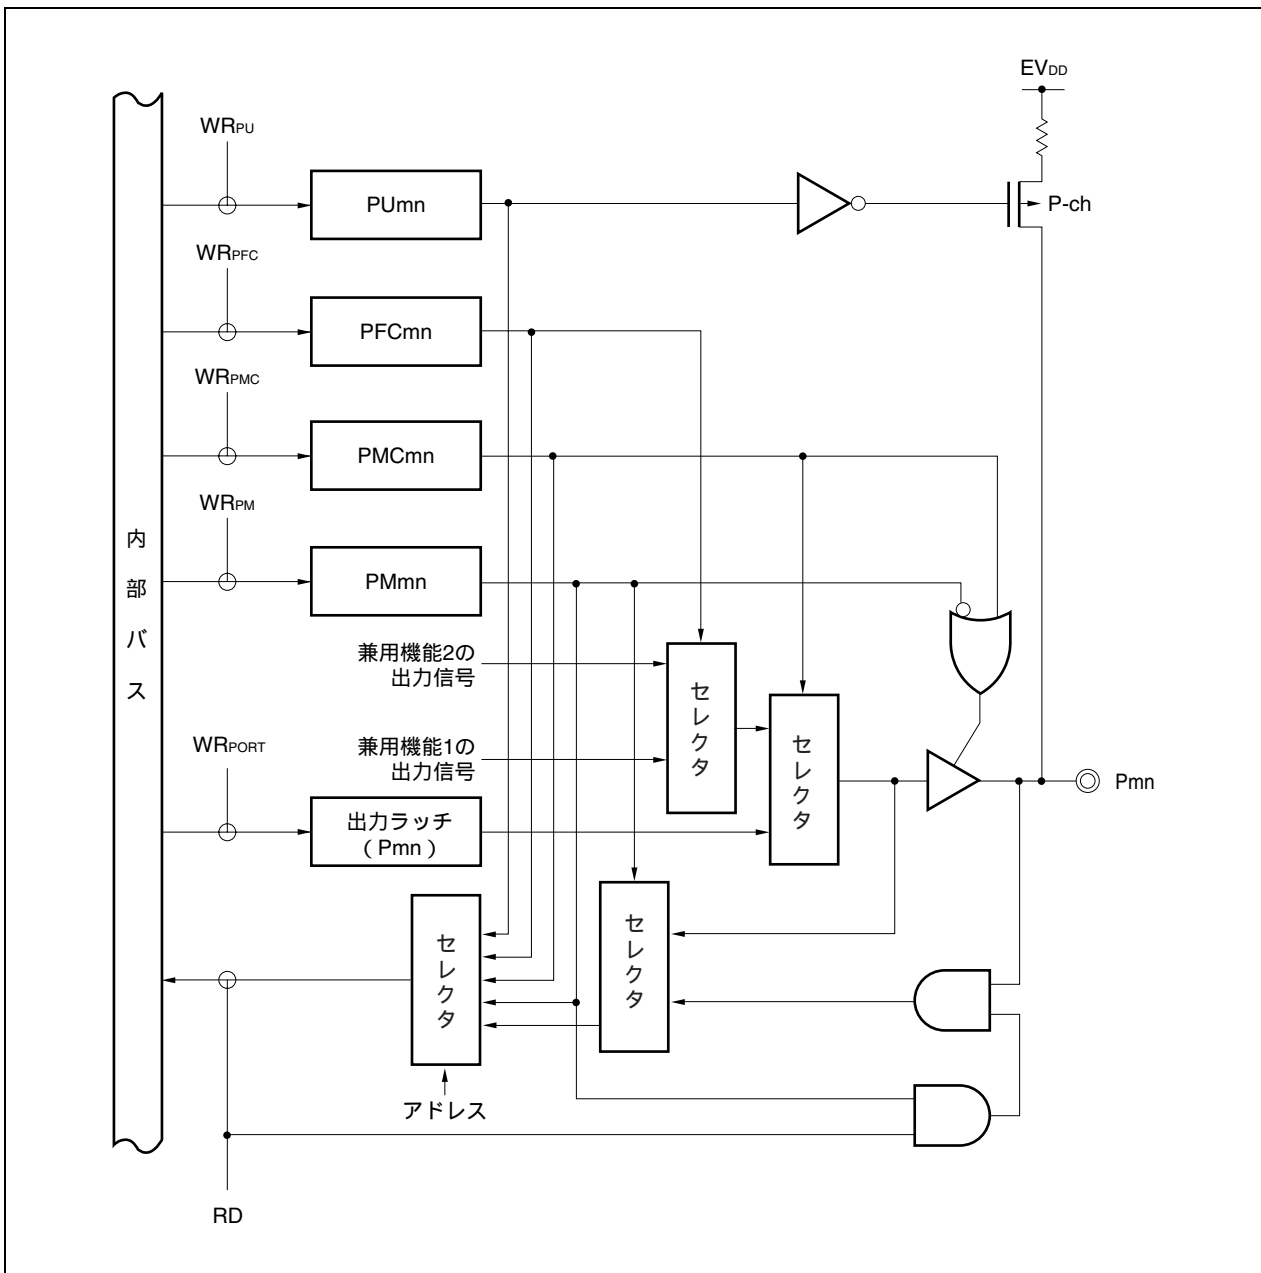 EVDD
WRPU
PUmn
P-ch
WRPFC
PFCmn
WRPMC
PMCmn
WRPM
PMmn
内部バス
兼用機能2の
出力信号
セレクタ
セレクタ
WRPORT
兼用機能1の
出力信号
Pmn
出力ラッチ
(Pmn)
セレクタ
セレクタ
アドレス
RD